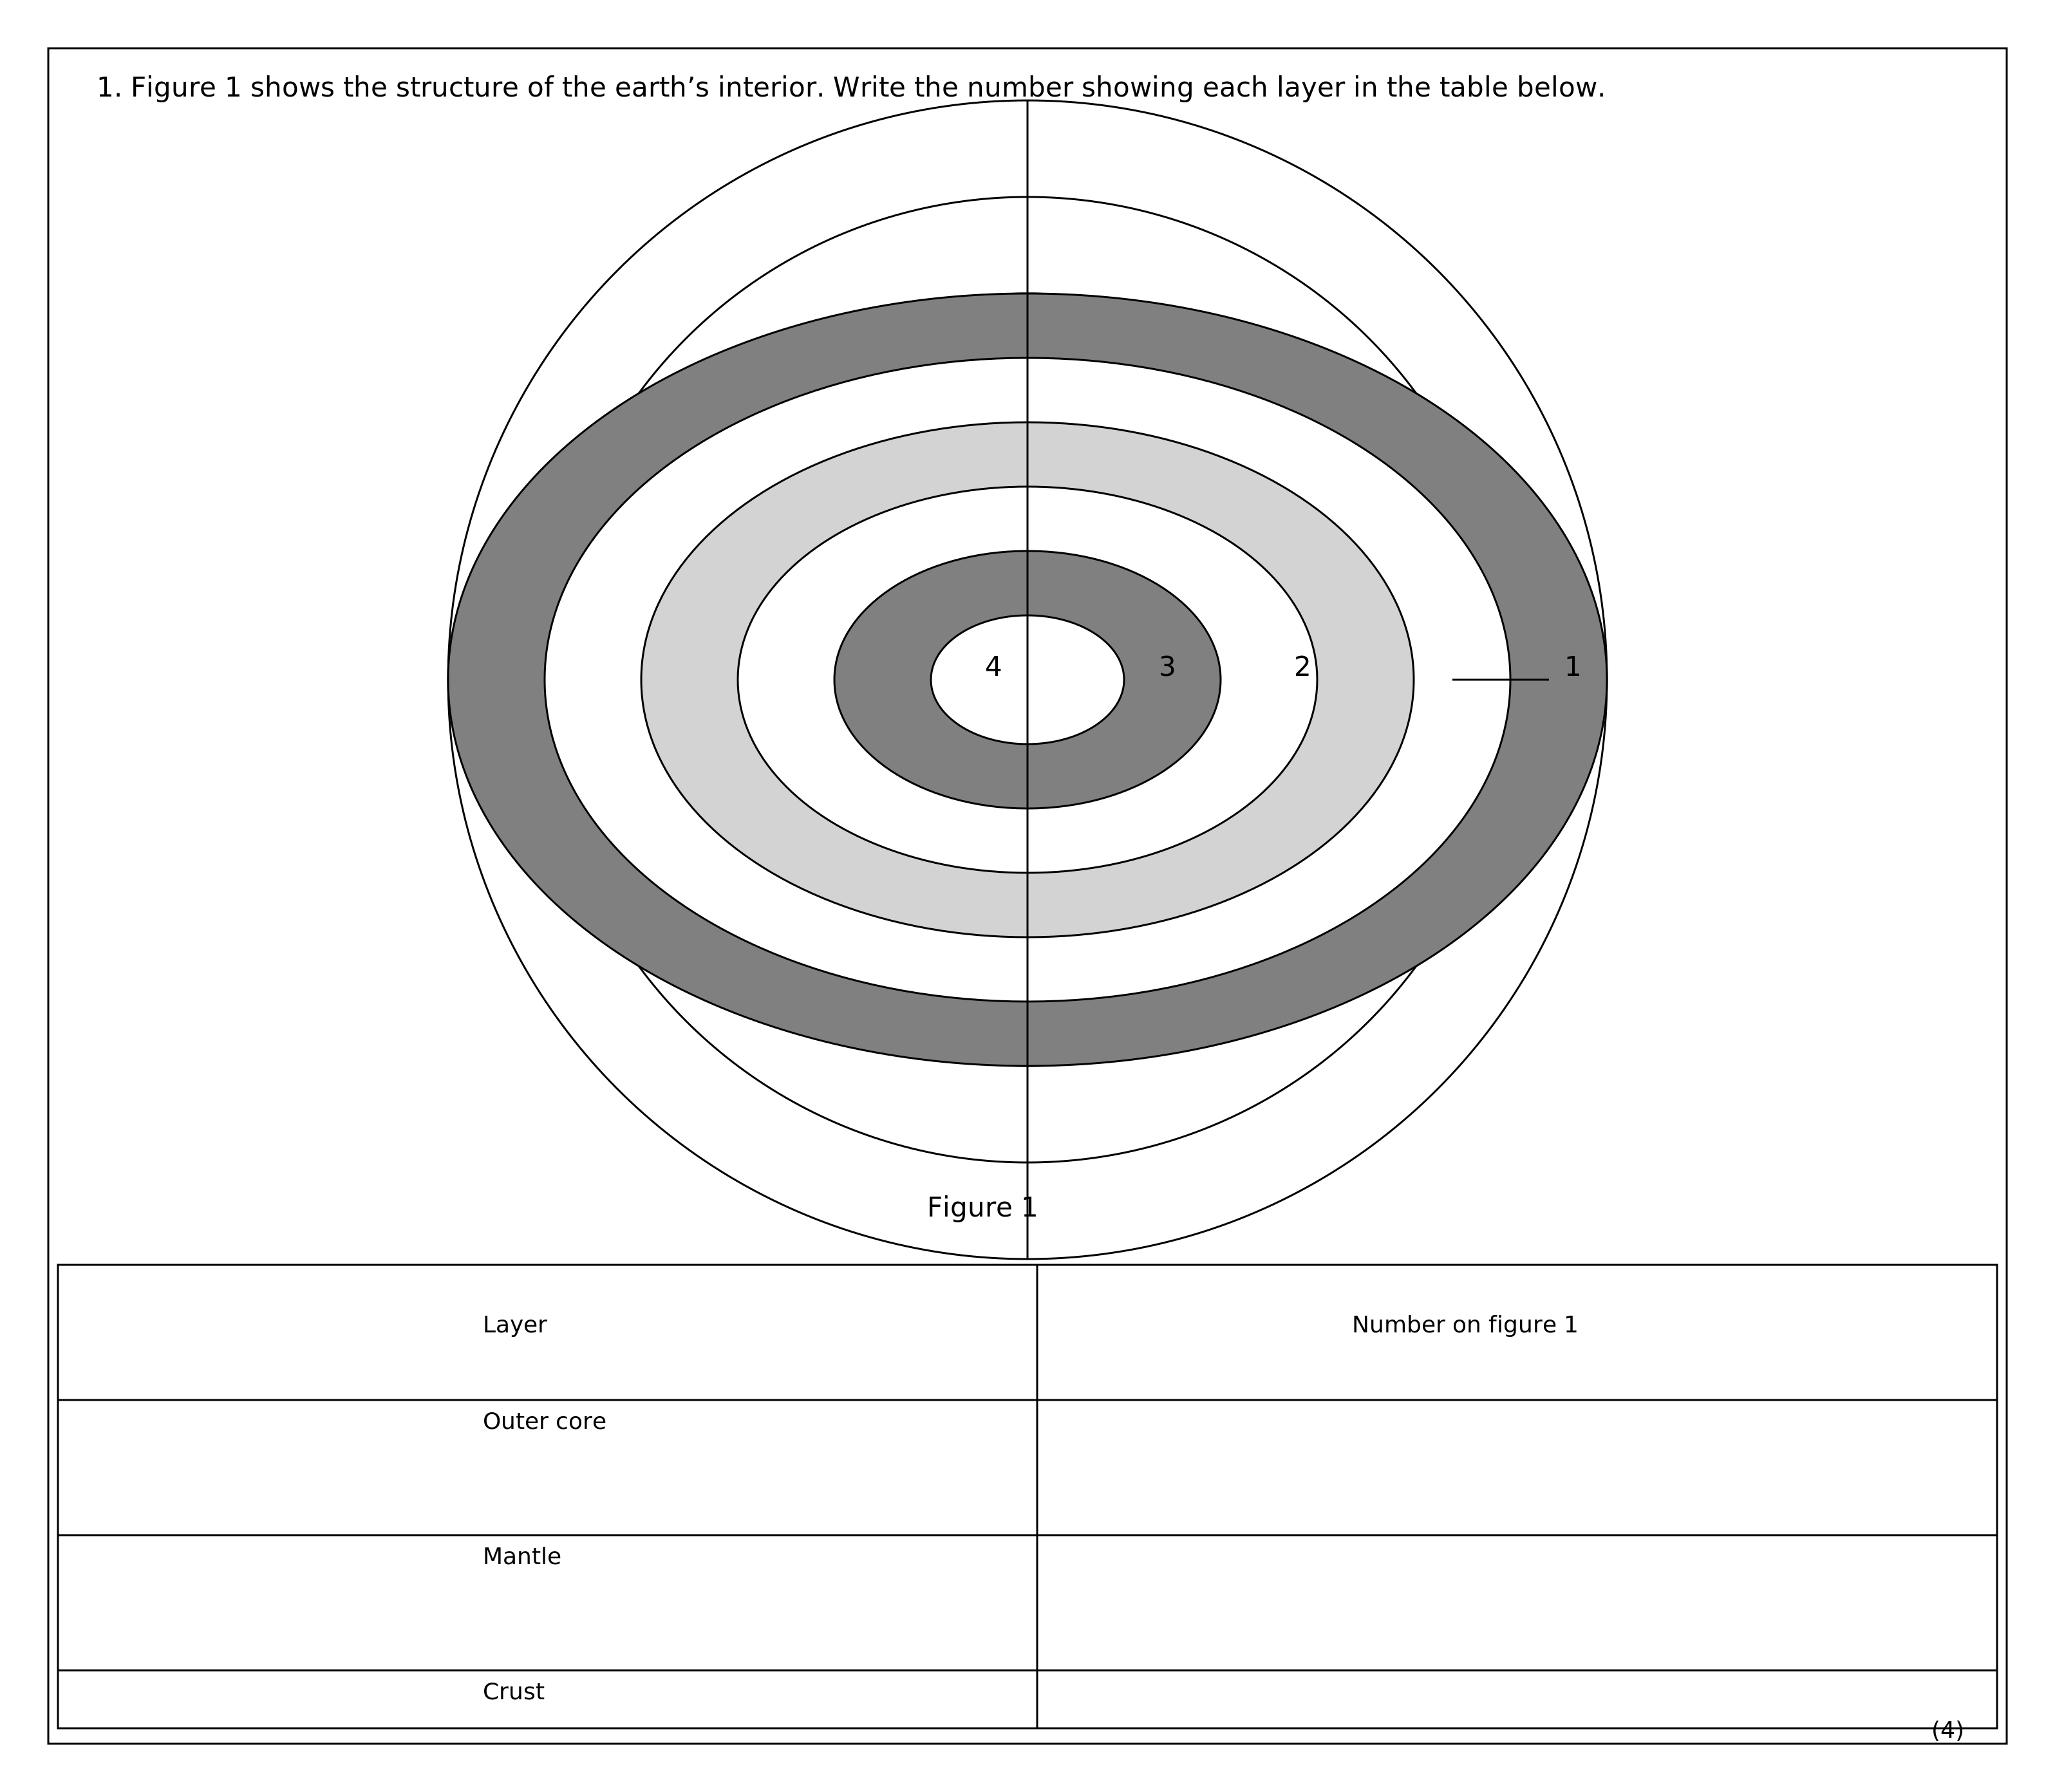 1. Figure 1 shows the structure of the earth’s interior. Write the number showing each layer in the table below.
4 3 2 1
Figure 1
Layer Number on figure 1
Outer core
Mantle
Crust
(4)